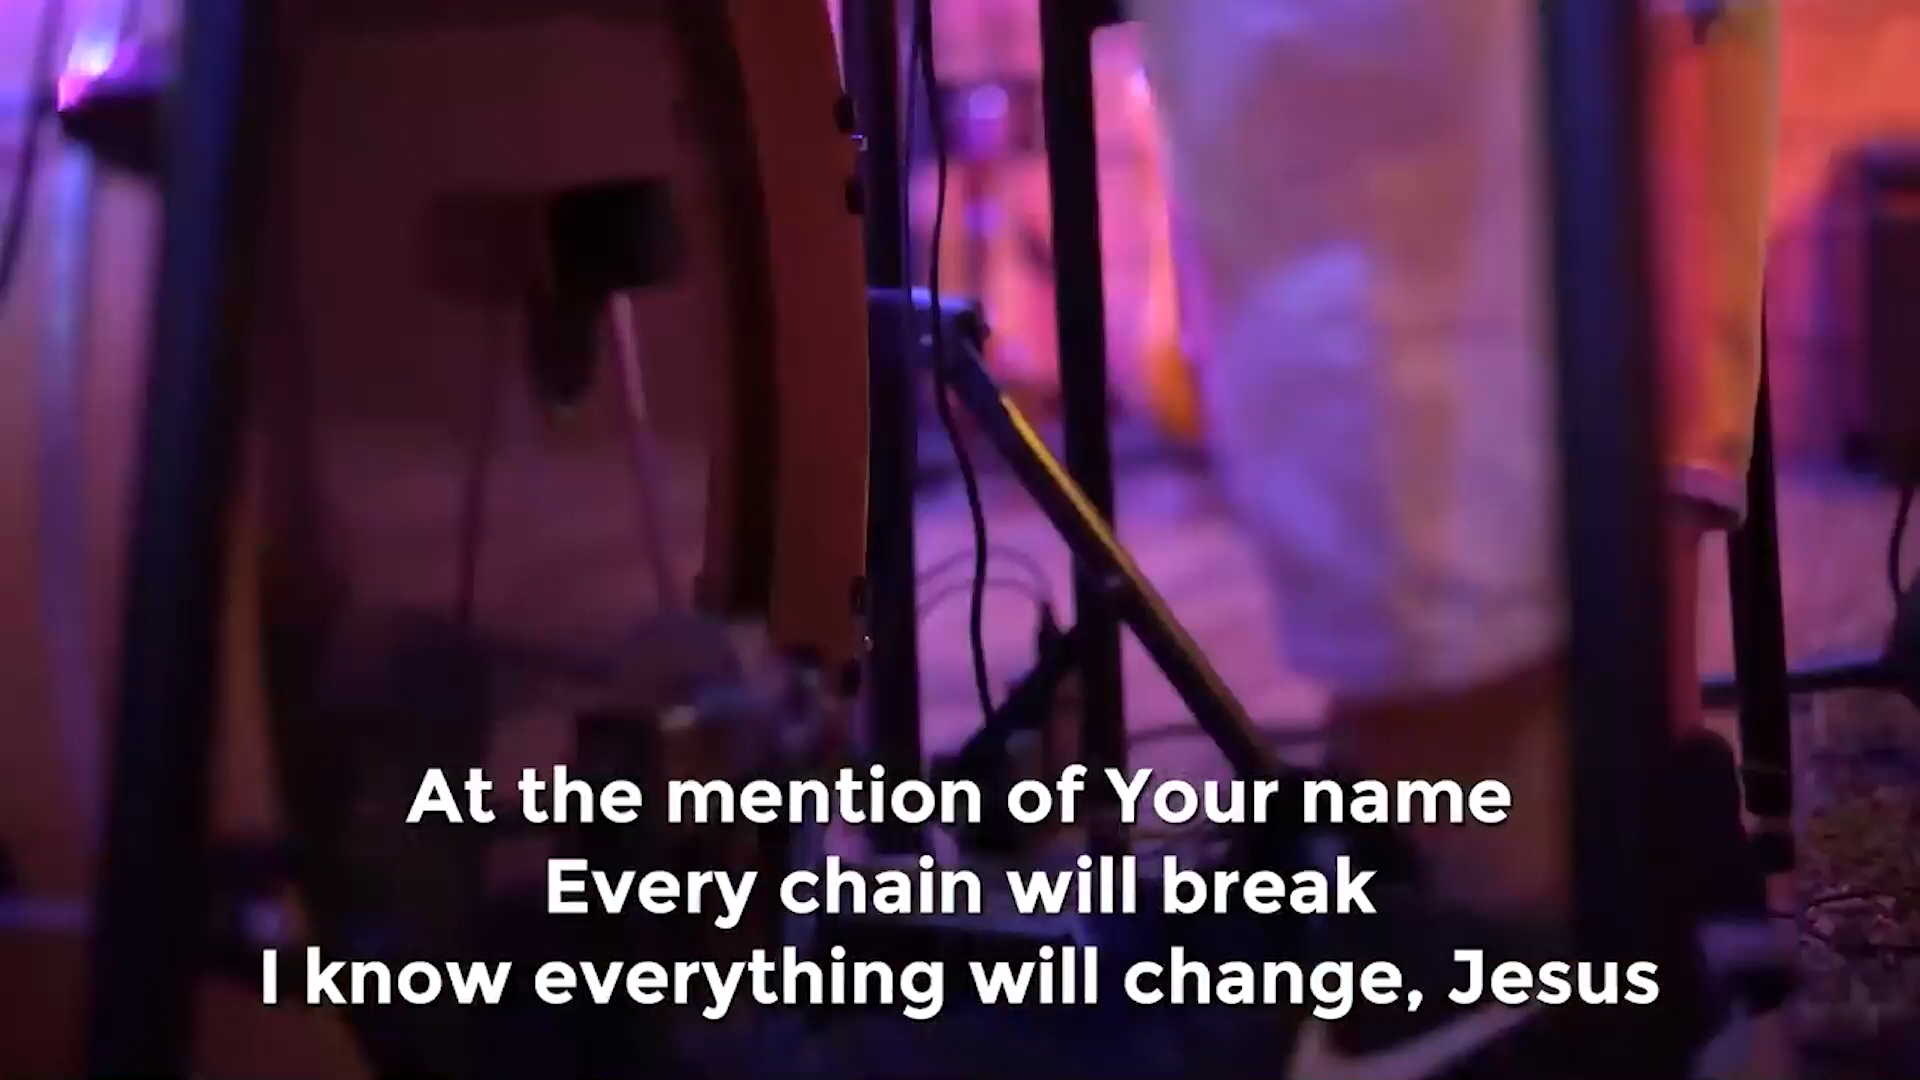 At the mention of Your name
Every chain will break
I know everything will change, Jesus